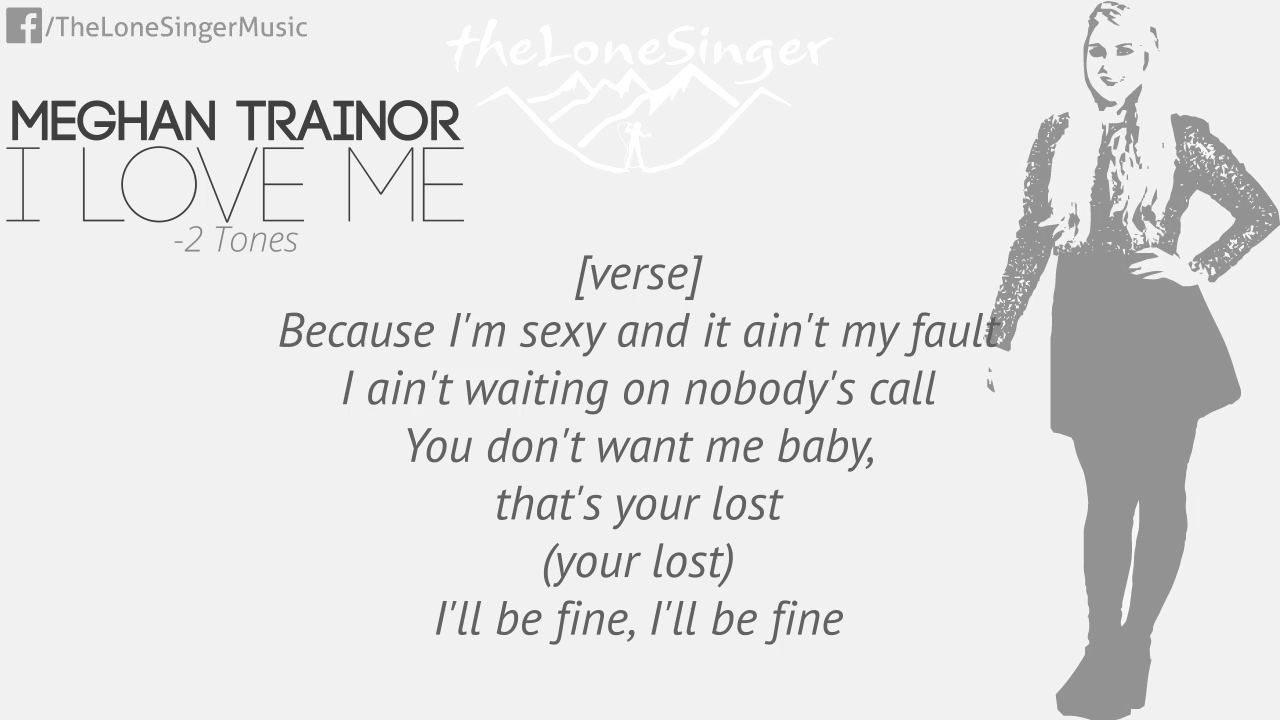 /TheLoneSingerMusic
theLoneSinger
MEGHAN TRAINOR
I LOVE ME
-2 Tones
[verse]
Because I'm sexy and it ain't my fault
I ain't waiting on nobody's call
You don't want me baby,
that's your lost
(your lost)
I'll be fine, I'll be fine